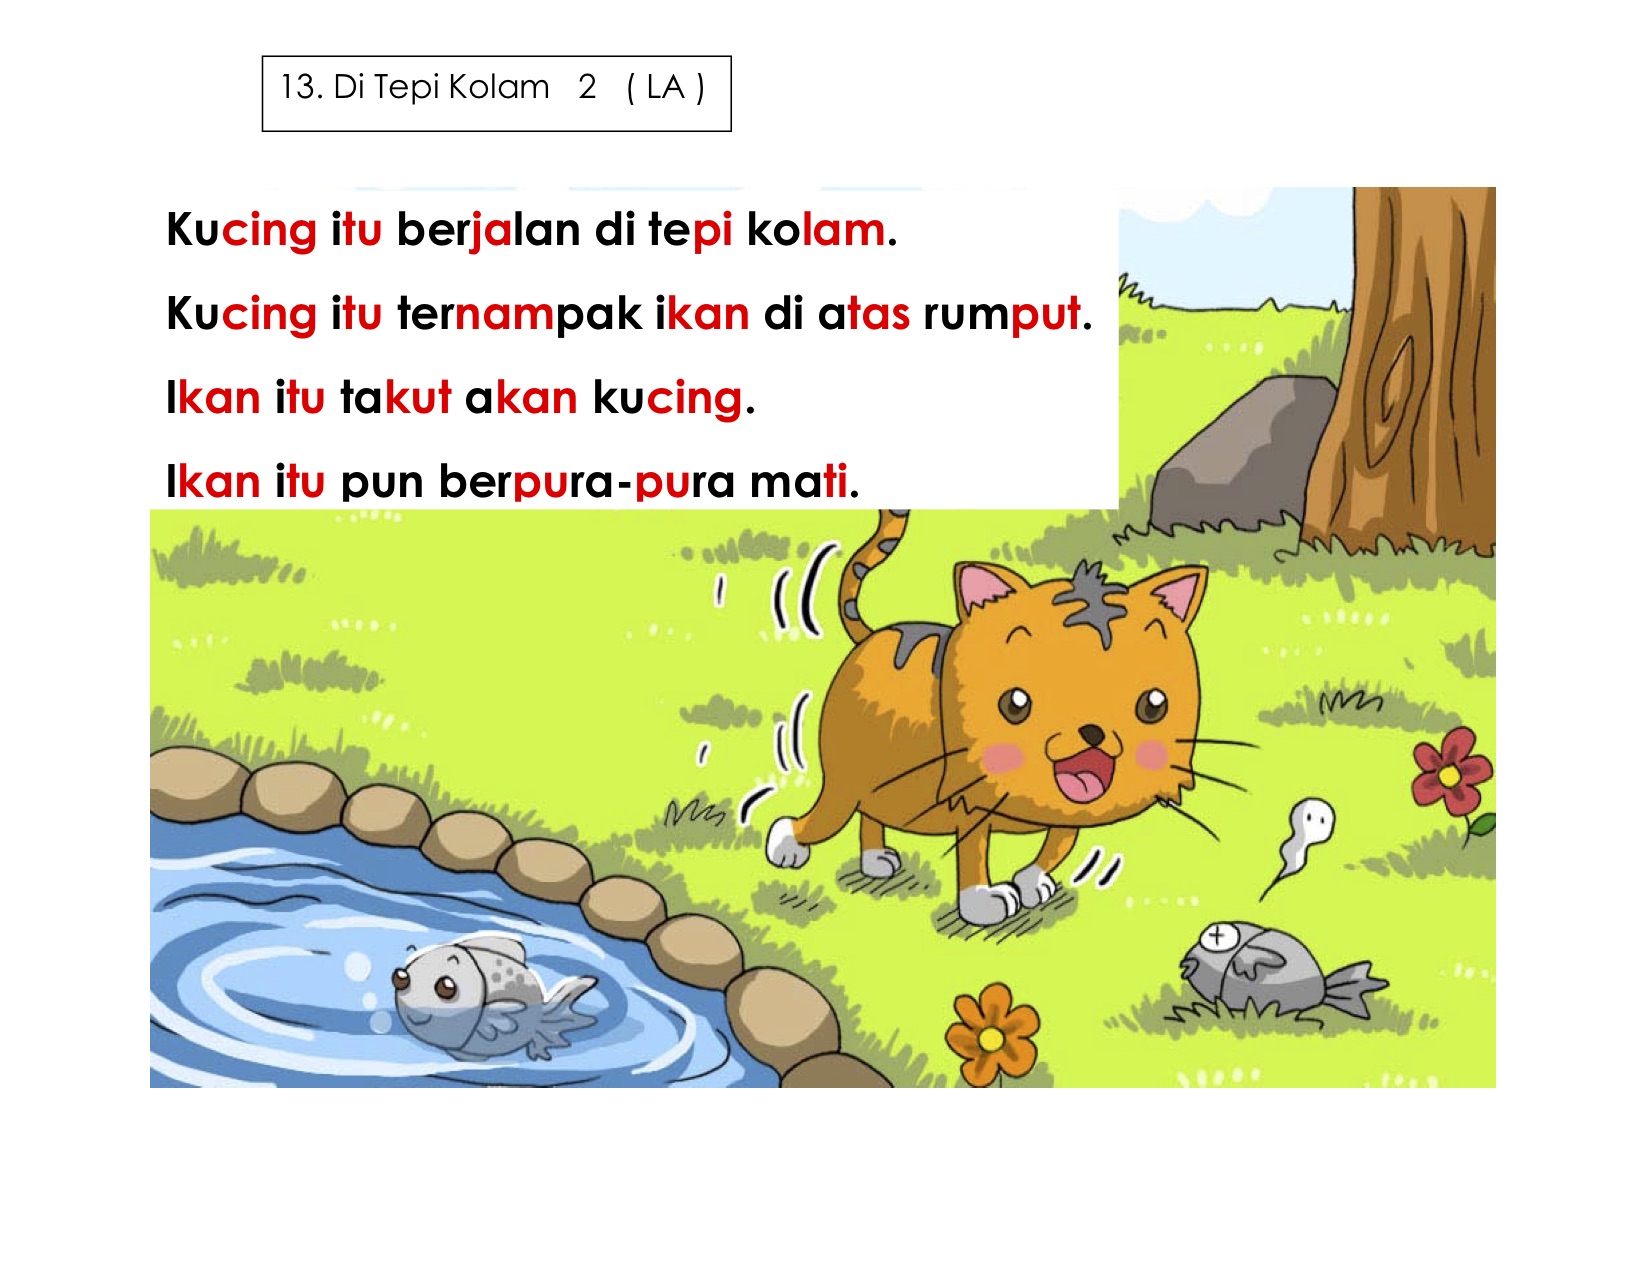 13. Di Tepi Kolam 2 ( LA )
Kucing itu berjalan di tepi kolam.
Kucing itu ternampak ikan di atas rumput.
Ikan itu takut akan kucing.
Ikan itu pun berpura-pura mati.